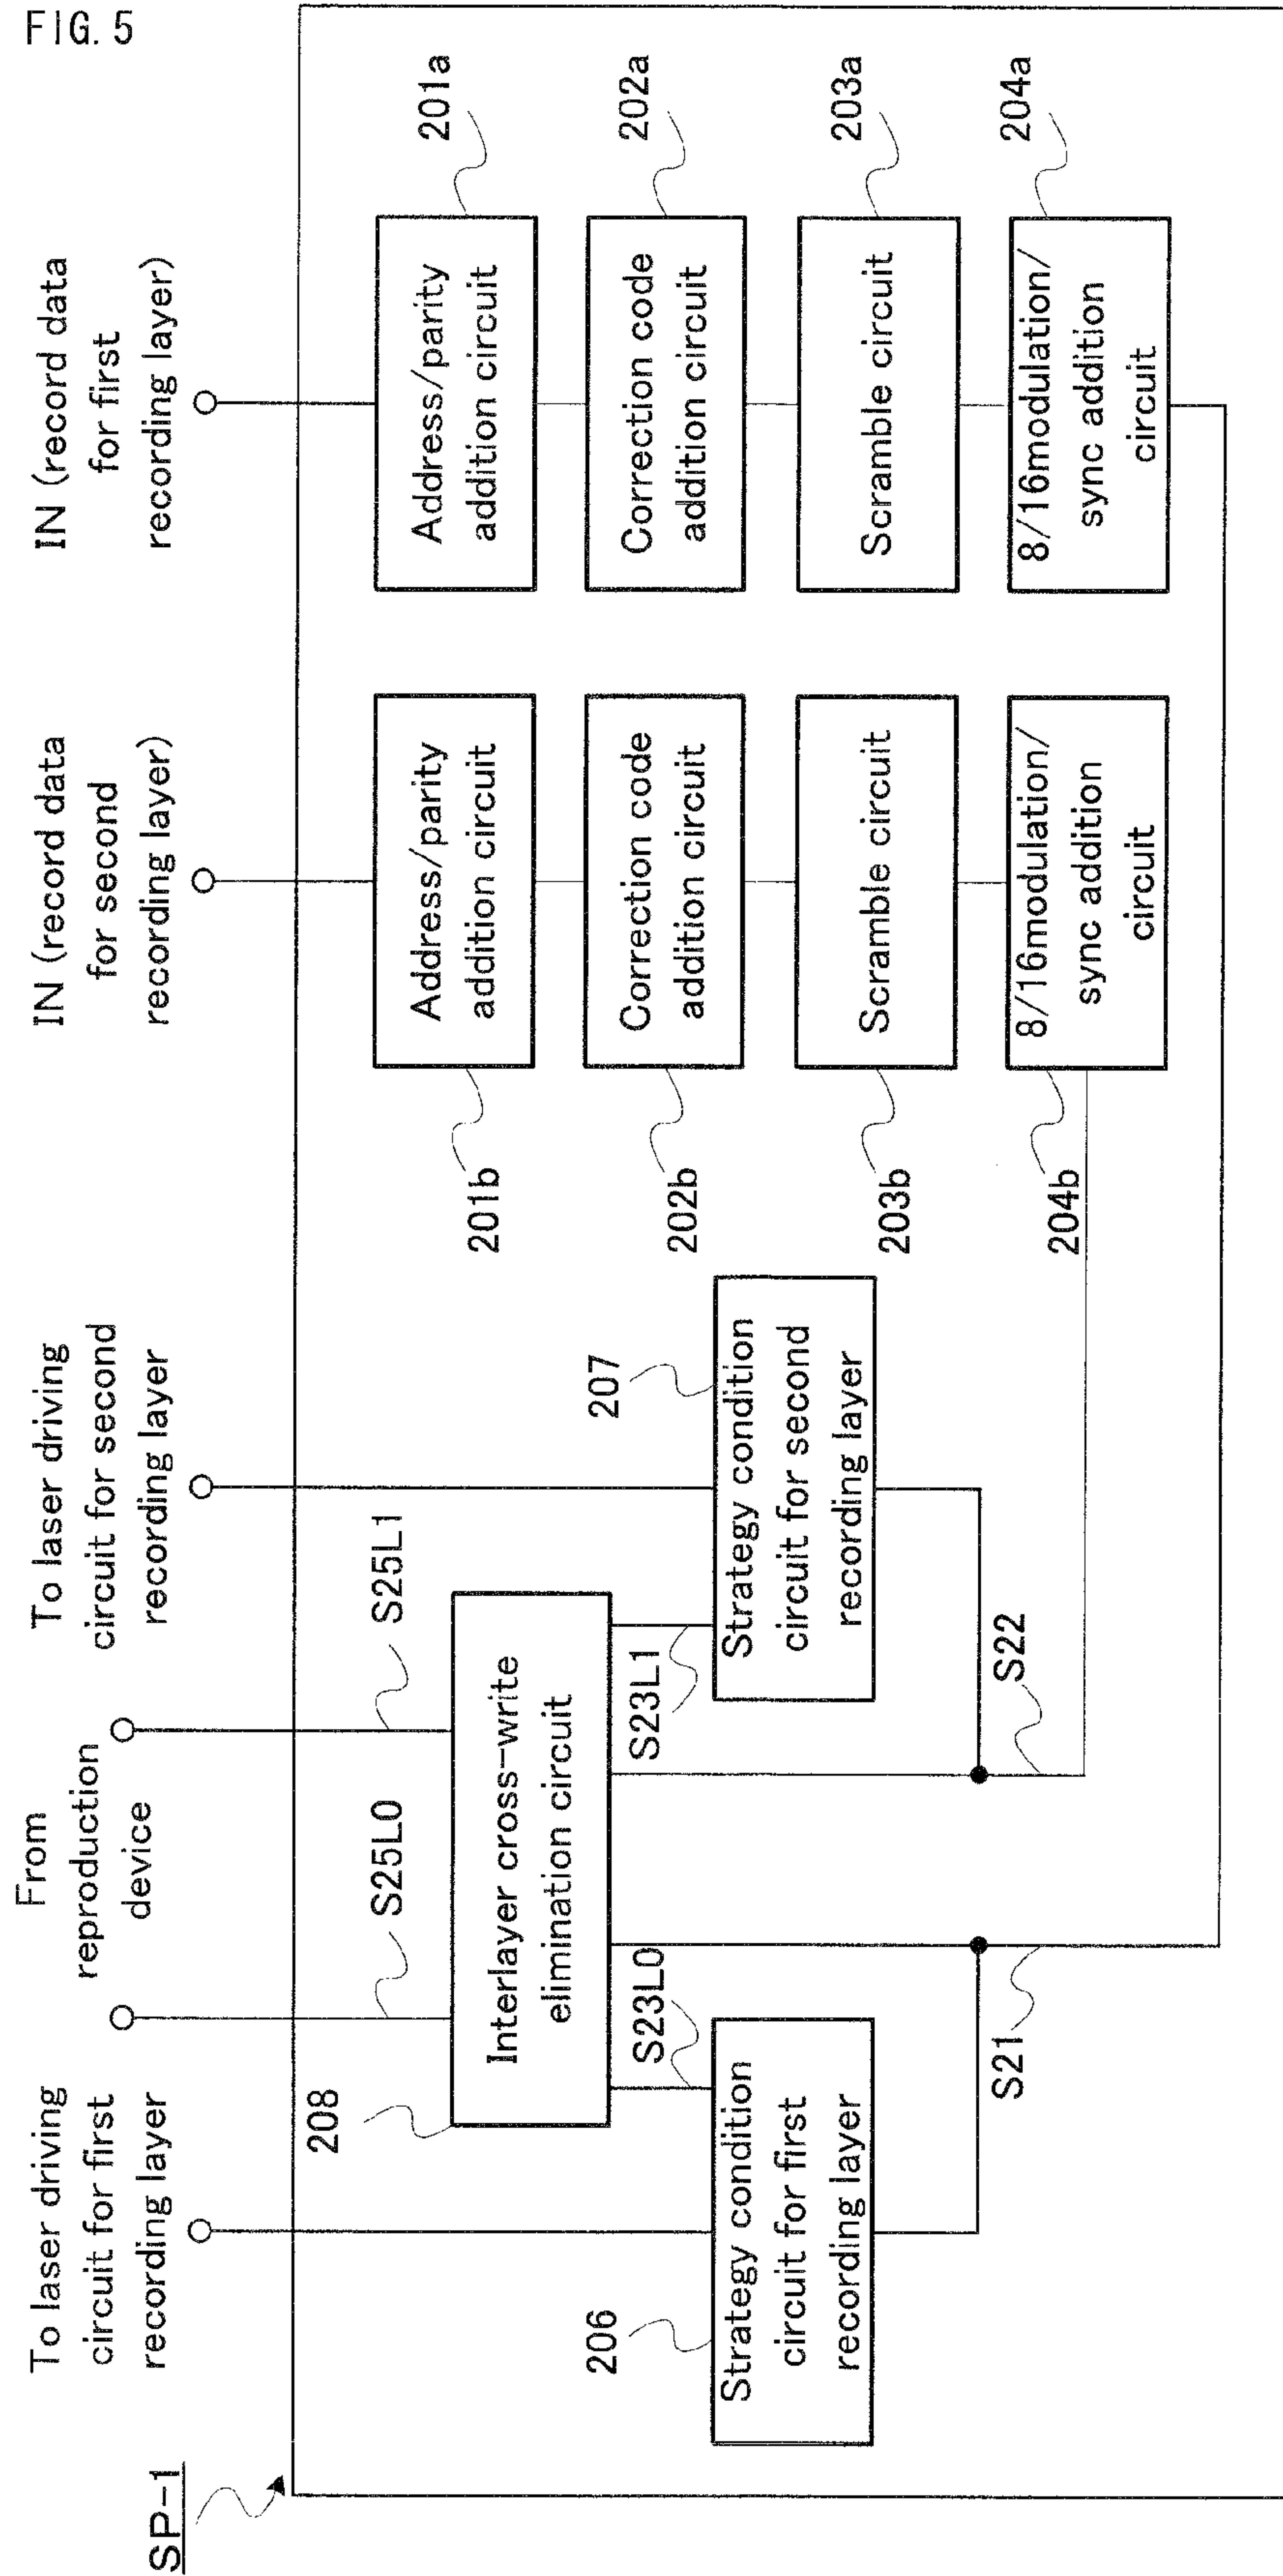 FIG. 5
SP-1
To laser driving
circuit for first
recording layer
From
reproduction
device
To laser driving
circuit for second
recording layer
IN (record data
for second
recording layer)
IN (record data
for first
recording layer)
S25L0
S25L1
208
Interlayer cross-write
elimination circuit
S23L0
S23L1
206
Strategy condition
circuit for first
recording layer
207
Strategy condition
circuit for second
recording layer
S21
S22
201b
Address/parity
addition circuit
202b
Correction code
addition circuit
203b
Scramble circuit
204b
8/16modulation/
sync addition
circuit
201a
Address/parity
addition circuit
202a
Correction code
addition circuit
203a
Scramble circuit
204a
8/16modulation/
sync addition
circuit